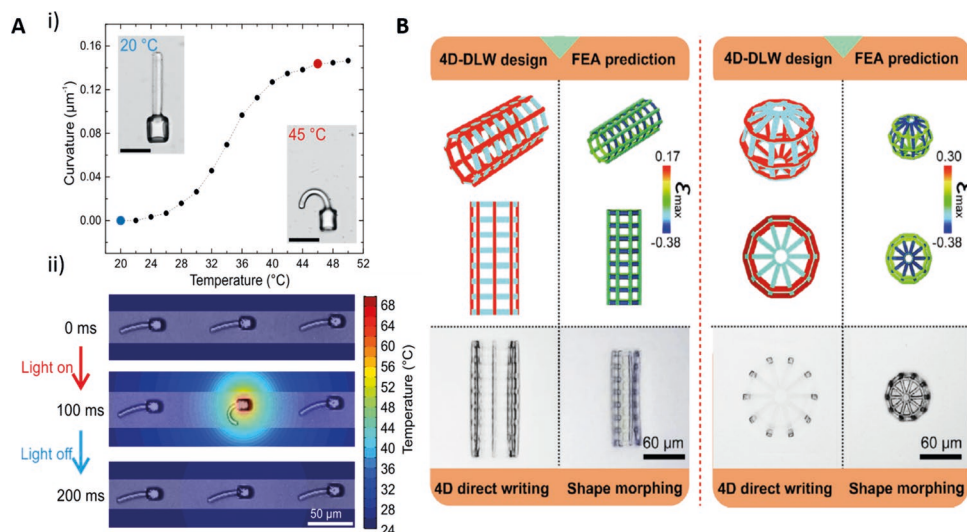 A
i)
0.16
0.12
0.08
0.04
0.00
Curvature (µm⁻¹)
20 °C
45 °C
20 24 28 32 36 40 44 48 52
Temperature (°C)
ii)
0 ms
Light on
100 ms
Light off
200 ms
50 µm
68
64
60
56
52
48
44
40
36
32
28
24
Temperature (°C)
B
4D-DLW design
FEA prediction
0.17
εmax
-0.38
60 µm
4D direct writing
Shape morphing
4D-DLW design
FEA prediction
0.30
εmax
-0.38
60 µm
4D direct writing
Shape morphing